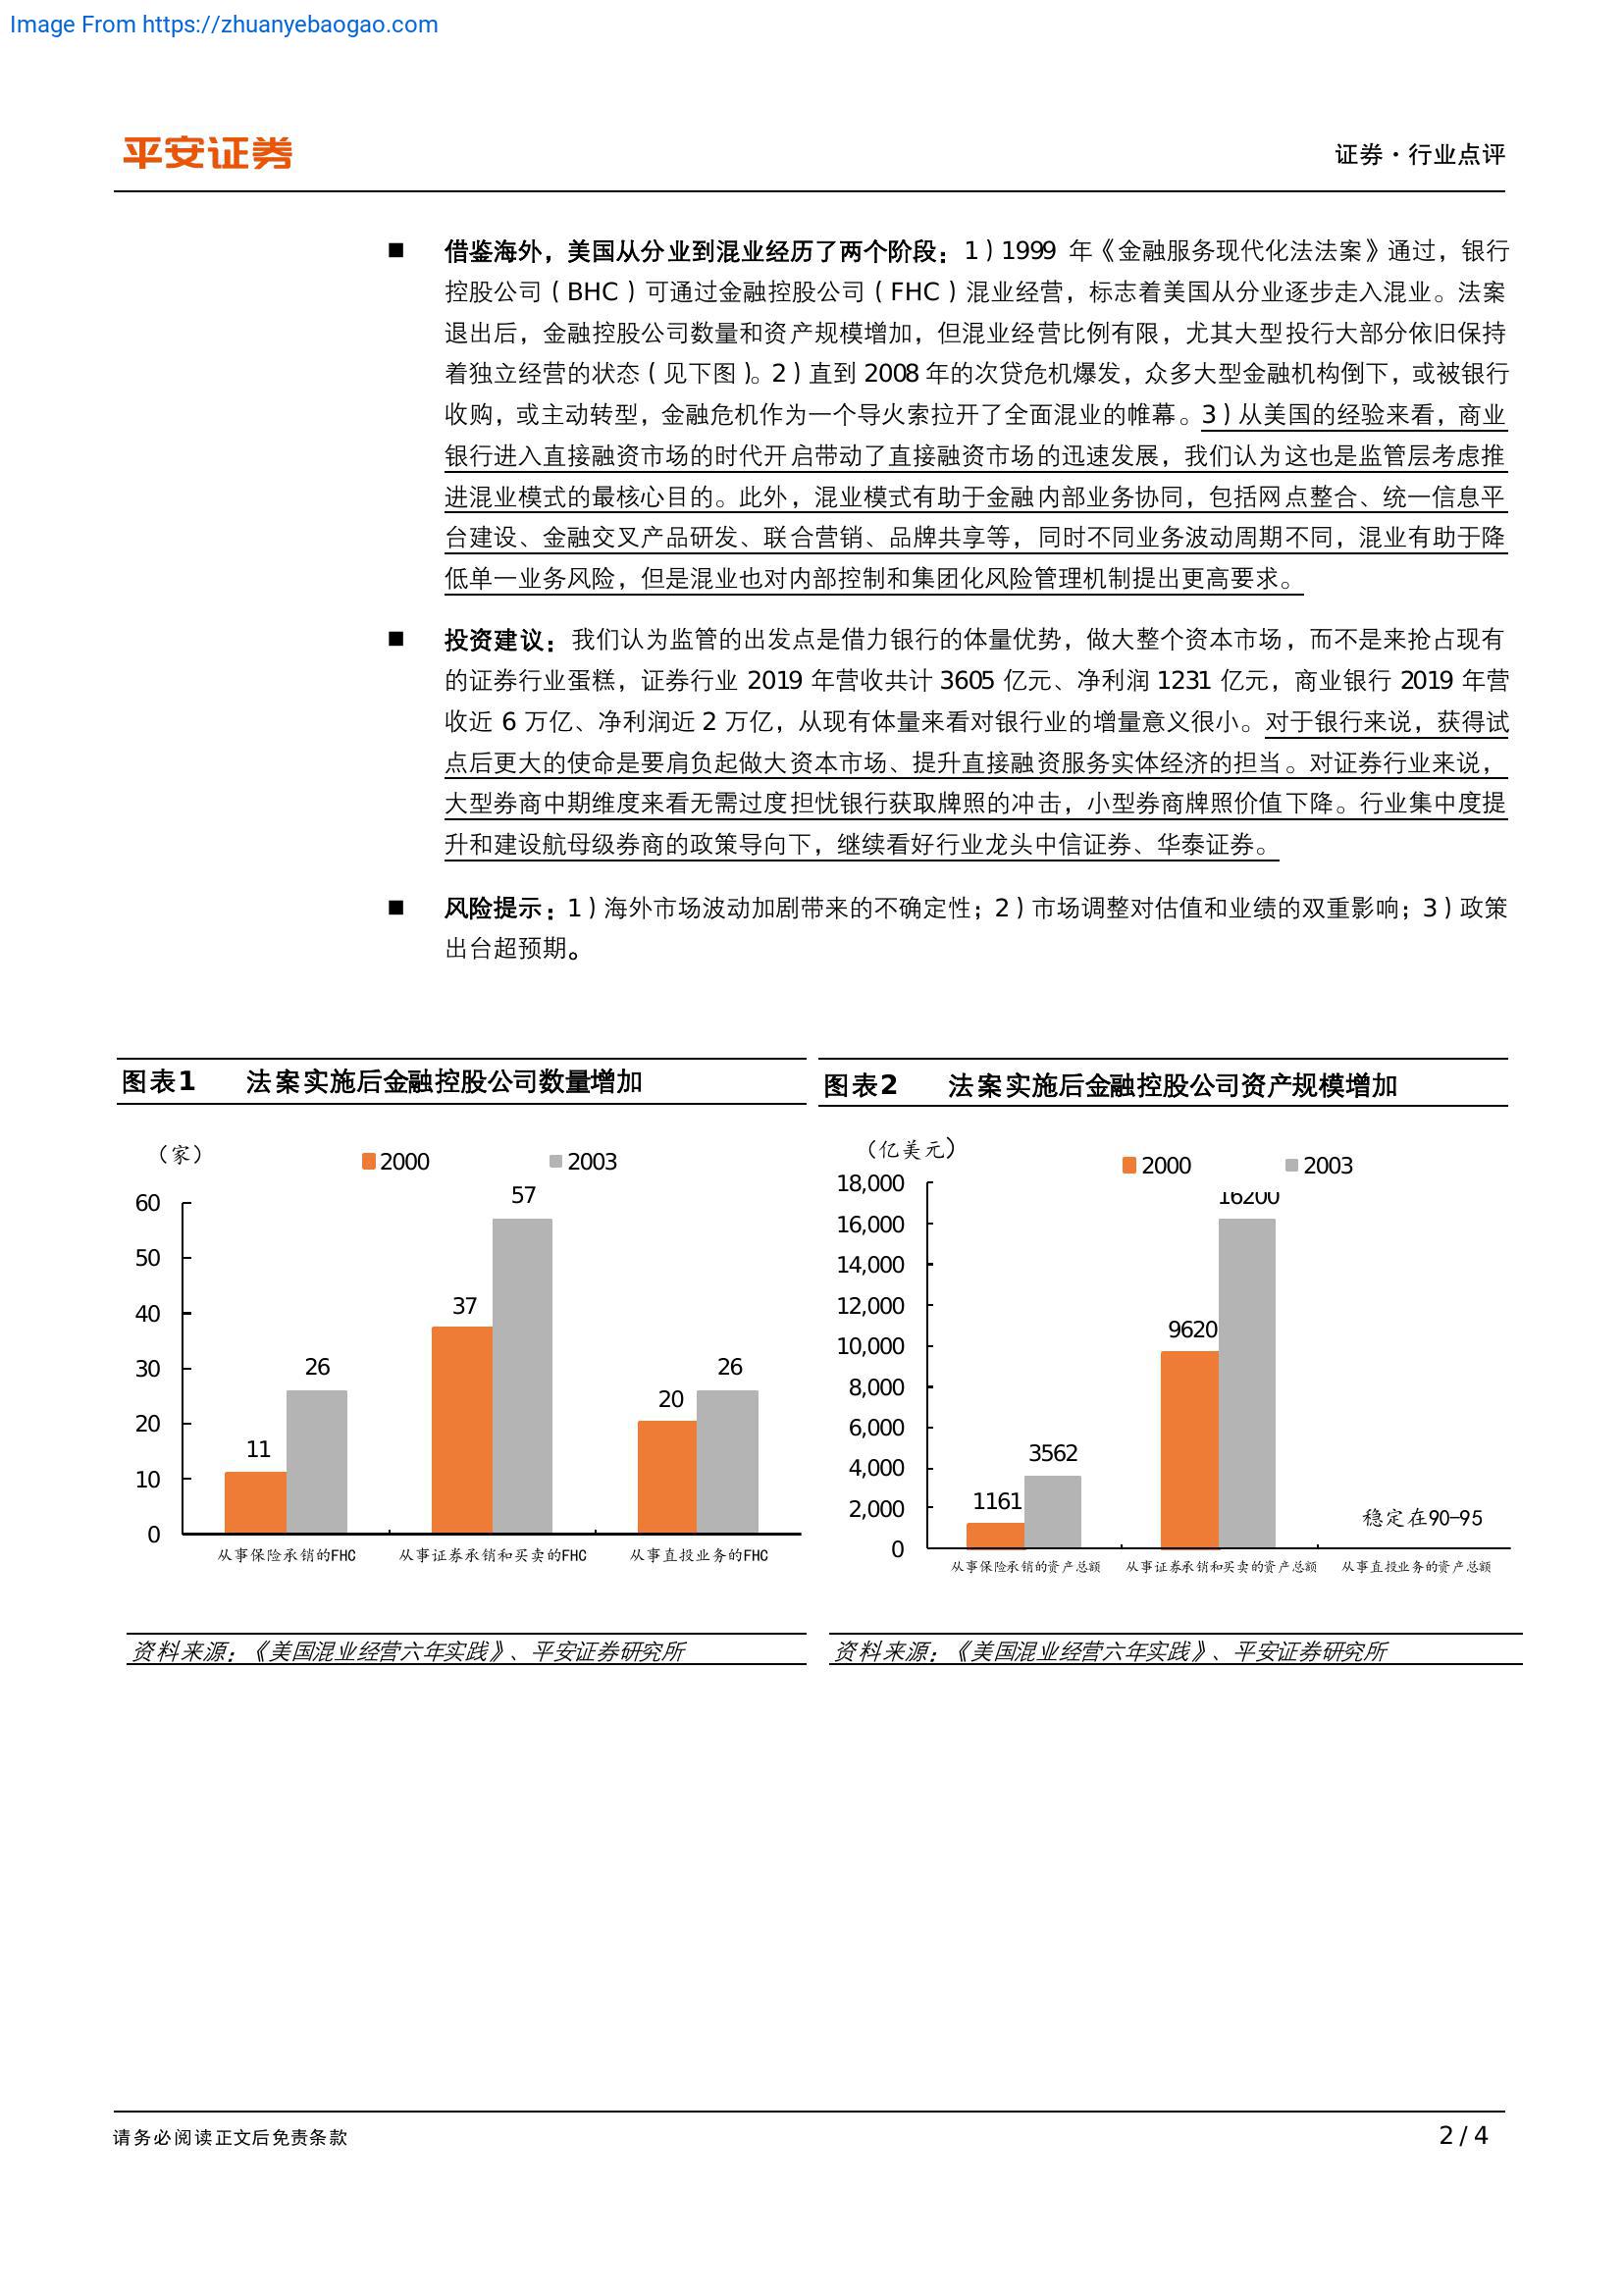 Image From https://zhuanyebaogao.com
平安证券
证券·行业点评
■ 借鉴海外，美国从分业到混业经历了两个阶段：1）1999 年《金融服务现代化法法案》通过，银行
控股公司（BHC）可通过金融控股公司（FHC）混业经营，标志着美国从分业逐步走入混业。法案
退出后，金融控股公司数量和资产规模增加，但混业经营比例有限，尤其大型投行大部分依旧保持
着独立经营的状态（见下图）。2）直到 2008 年的次贷危机爆发，众多大型金融机构倒下，或被银行
收购，或主动转型，金融危机作为一个导火索拉开了全面混业的帷幕。3）从美国的经验来看，商业
银行进入直接融资市场的时代开启带动了直接融资市场的迅速发展，我们认为这也是监管层考虑推
进混业模式的最核心目的。此外，混业模式有助于金融内部业务协同，包括网点整合、统一信息平
台建设、金融交叉产品研发、联合营销、品牌共享等，同时不同业务波动周期不同，混业有助于降
低单一业务风险，但是混业也对内部控制和集团化风险管理机制提出更高要求。
■ 投资建议：我们认为监管的出发点是借力银行的体量优势，做大整个资本市场，而不是来抢占现有
的证券行业蛋糕，证券行业 2019 年营收共计 3605 亿元、净利润 1231 亿元，商业银行 2019 年营
收近 6 万亿、净利润近 2 万亿，从现有体量来看对银行业的增量意义很小。对于银行来说，获得试
点后更大的使命是要肩负起做大资本市场、提升直接融资服务实体经济的担当。对证券行业来说，
大型券商中期维度来看无需过度担忧银行获取牌照的冲击，小型券商牌照价值下降。行业集中度提
升和建设航母级券商的政策导向下，继续看好行业龙头中信证券、华泰证券。
■ 风险提示：1）海外市场波动加剧带来的不确定性；2）市场调整对估值和业绩的双重影响；3）政策
出台超预期。
图表1 法案实施后金融控股公司数量增加
（家）
2000 2003
60
50
40
30
20
10
0
11
26
37
57
20
26
从事保险承销的FHC 从事证券承销和买卖的FHC 从事直投业务的FHC
资料来源：《美国混业经营六年实践》、平安证券研究所
图表2 法案实施后金融控股公司资产规模增加
（亿美元）
2000 2003
18,000
16,000
14,000
12,000
10,000
8,000
6,000
4,000
2,000
0
1161
3562
9620
16200
稳定在90-95
从事保险承销的资产总额 从事证券承销和买卖的资产总额 从事直投业务的资产总额
资料来源：《美国混业经营六年实践》、平安证券研究所
请务必阅读正文后免责条款
2 / 4